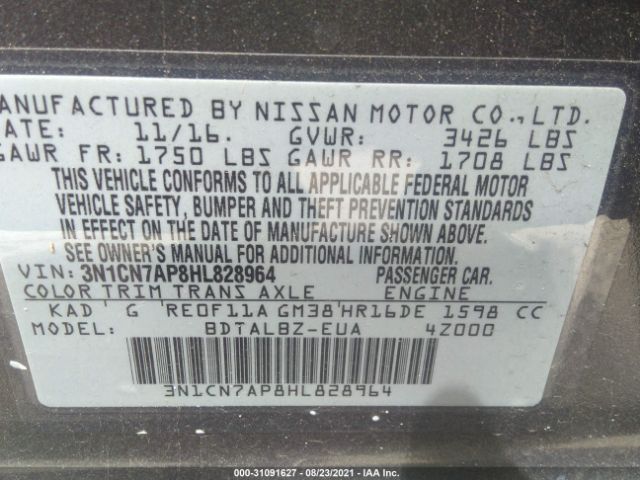 MANUFACTURED BY NISSAN MOTOR CO., LTD.
DATE: 11/16. GVWR: 3426 LBS
GAWR FR: 1750 LBS GAWR RR: 1708 LBS
THIS VEHICLE CONFORMS TO ALL APPLICABLE FEDERAL MOTOR
VEHICLE SAFETY, BUMPER AND THEFT PREVENTION STANDARDS
IN EFFECT ON THE DATE OF MANUFACTURE SHOWN ABOVE.
SEE OWNER'S MANUAL FOR ADDITIONAL INFORMATION.
VIN: 3N1CN7AP8HL828964 PASSENGER CAR.
COLOR TRIM TRANS AXLE ENGINE
KAD G RE0F11A GM38 HR16DE 1598 CC
MODEL: BDTALBZ-EUA 4Z000
3N1CN7AP8HL828964
000-31091627 - 08/23/2021 - IAA Inc.